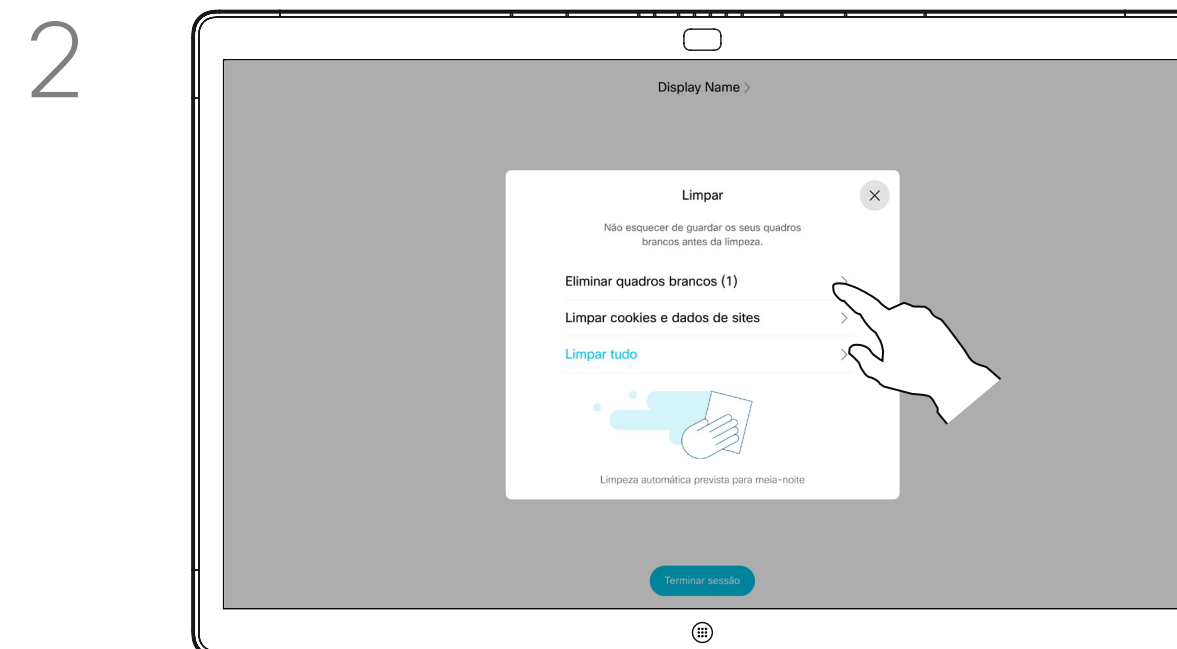 2
Display Name
Limpar
Não esquecer de guardar os seus quadros
brancos antes da limpeza.
Eliminar quadros brancos (1)
Limpar cookies e dados de sites
Limpar tudo
Limpeza automática prevista para meia-noite
Terminar sessão